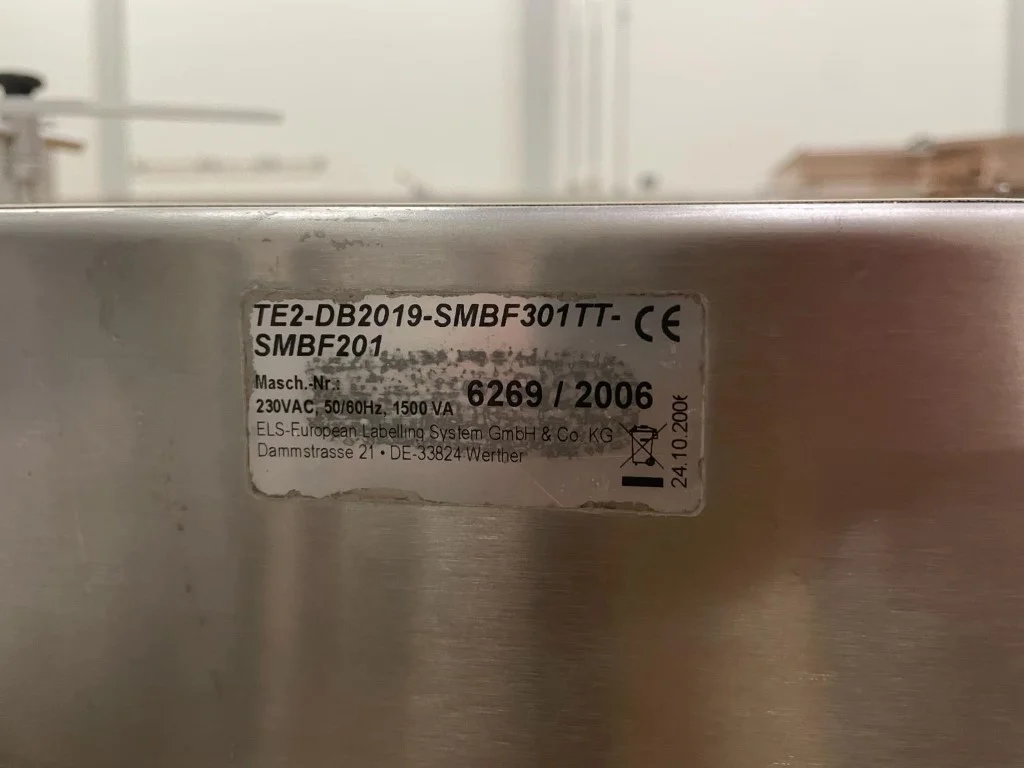 TE2-DB2019-SMBF301TT-
SMBF201
CE
Masch.-Nr.:
6269 / 2006
230VAC, 50/60Hz, 1500 VA
ELS-European Labelling System GmbH & Co. KG
Dammstrasse 21 • DE-33824 Werther
24.10.2006